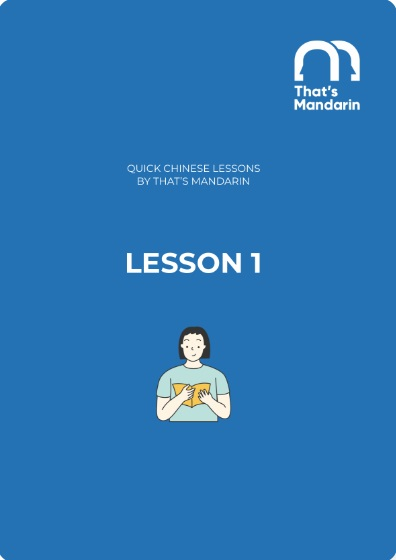 That's
Mandarin
QUICK CHINESE LESSONS
BY THAT'S MANDARIN
LESSON 1